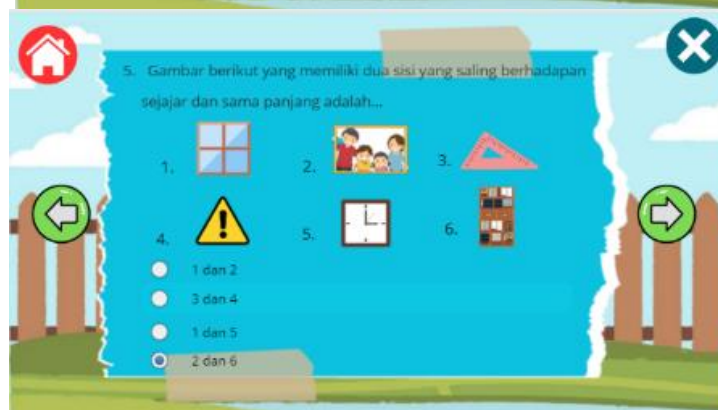 5. Gambar berikut yang memiliki dua sisi yang saling berhadapan
sejajar dan sama panjang adalah...
1. 2. 3.
4. 5. 6.
1 dan 2
3 dan 4
1 dan 5
2 dan 6